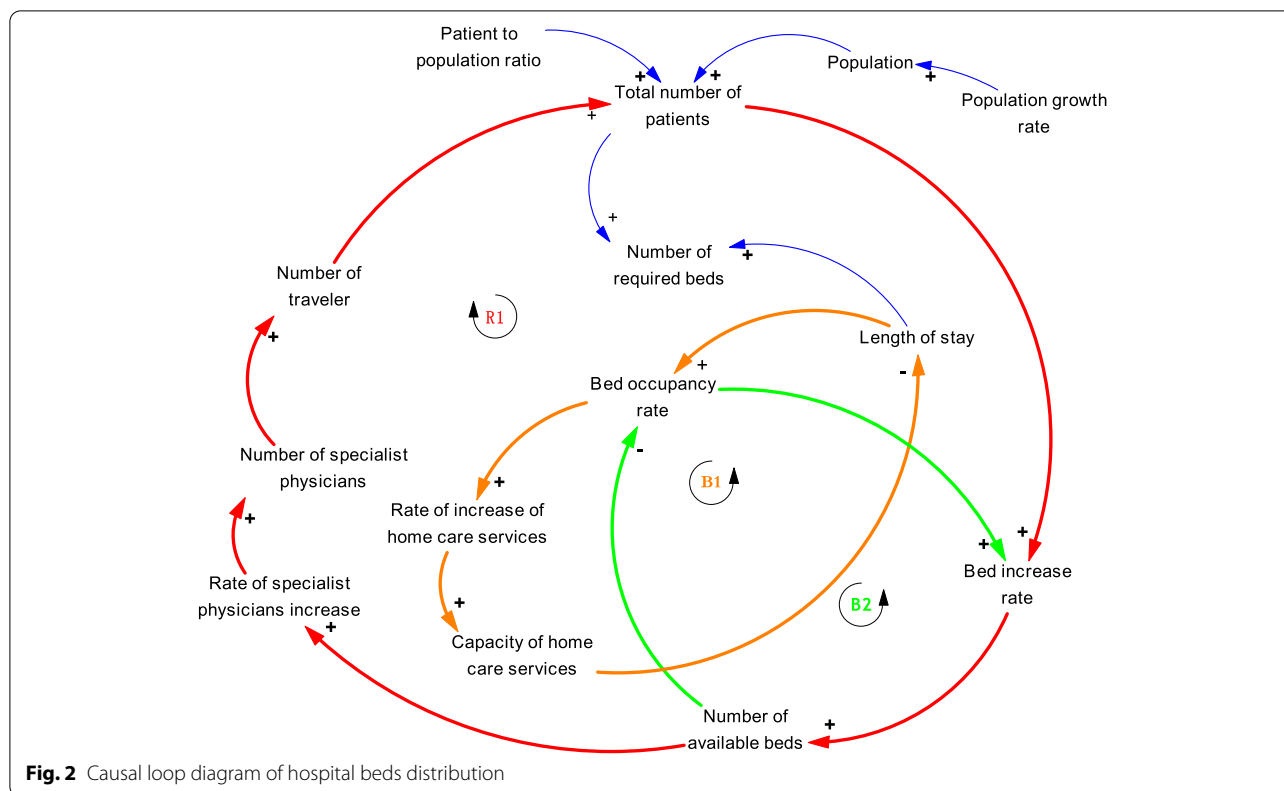 Patient to
population ratio
Population
Population growth
rate
+
+
+
Total number of
patients
+
+
Number of
required beds
+
Number of
traveler
+
R1
Length of stay
-
+
Bed occupancy
rate
-
Number of specialist
physicians
+
B1
+
Rate of increase of
home care services
+
+
Bed increase
rate
Rate of specialist
physicians increase
+
+
B2
Capacity of home
care services
Number of
available beds
+
Fig. 2 Causal loop diagram of hospital beds distribution